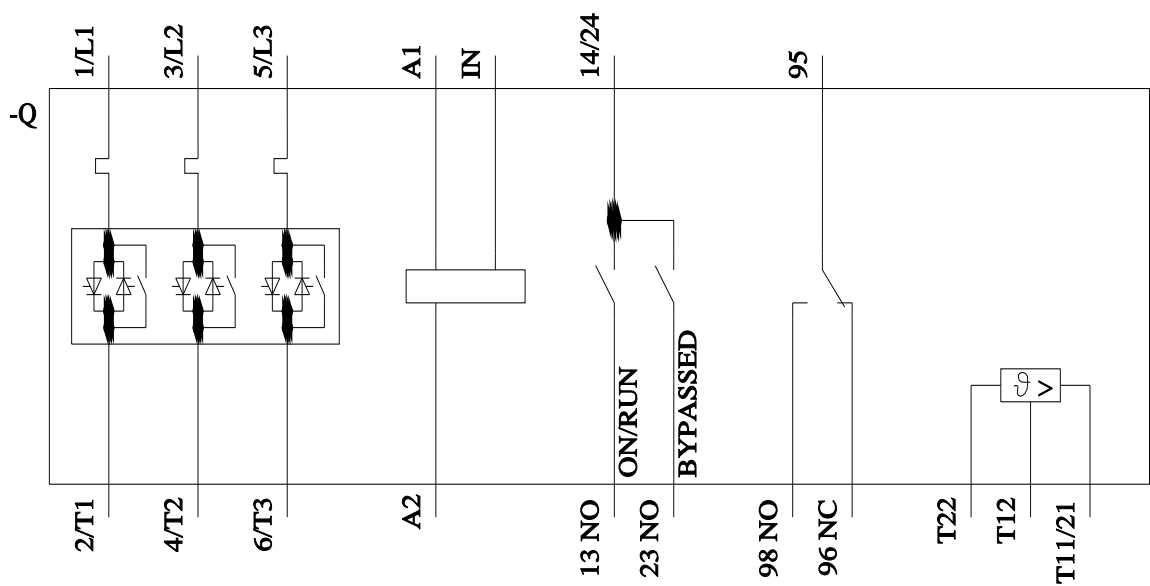 1/L1
3/L2
5/L3
A1
IN
14/24
95
-Q
ON/RUN
BYPASSED
ϑ >
2/T1
4/T2
6/T3
A2
13 NO
23 NO
98 NO
96 NC
T22
T12
T11/21